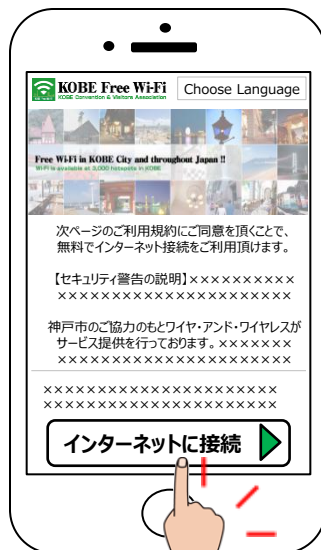 KOBE Free Wi-Fi
KOBE Convention & Visitors Association
Choose Language
Free Wi-Fi in KOBE City and throughout Japan !!
Wi-Fi is available at 3,000 hotspots in KOBE
次ページのご利用規約にご同意を頂くことで、
無料でインターネット接続をご利用頂けます。
【セキュリティ警告の説明】××××××××××
××××××××××××××××××××××
神戸市のご協力のもとワイヤ・アンド・ワイヤレスが
サービス提供を行っております。×××××××
××××××××××××××××××××××
××××××××××××××××××××××
××××××××××××××××××××××
インターネットに接続